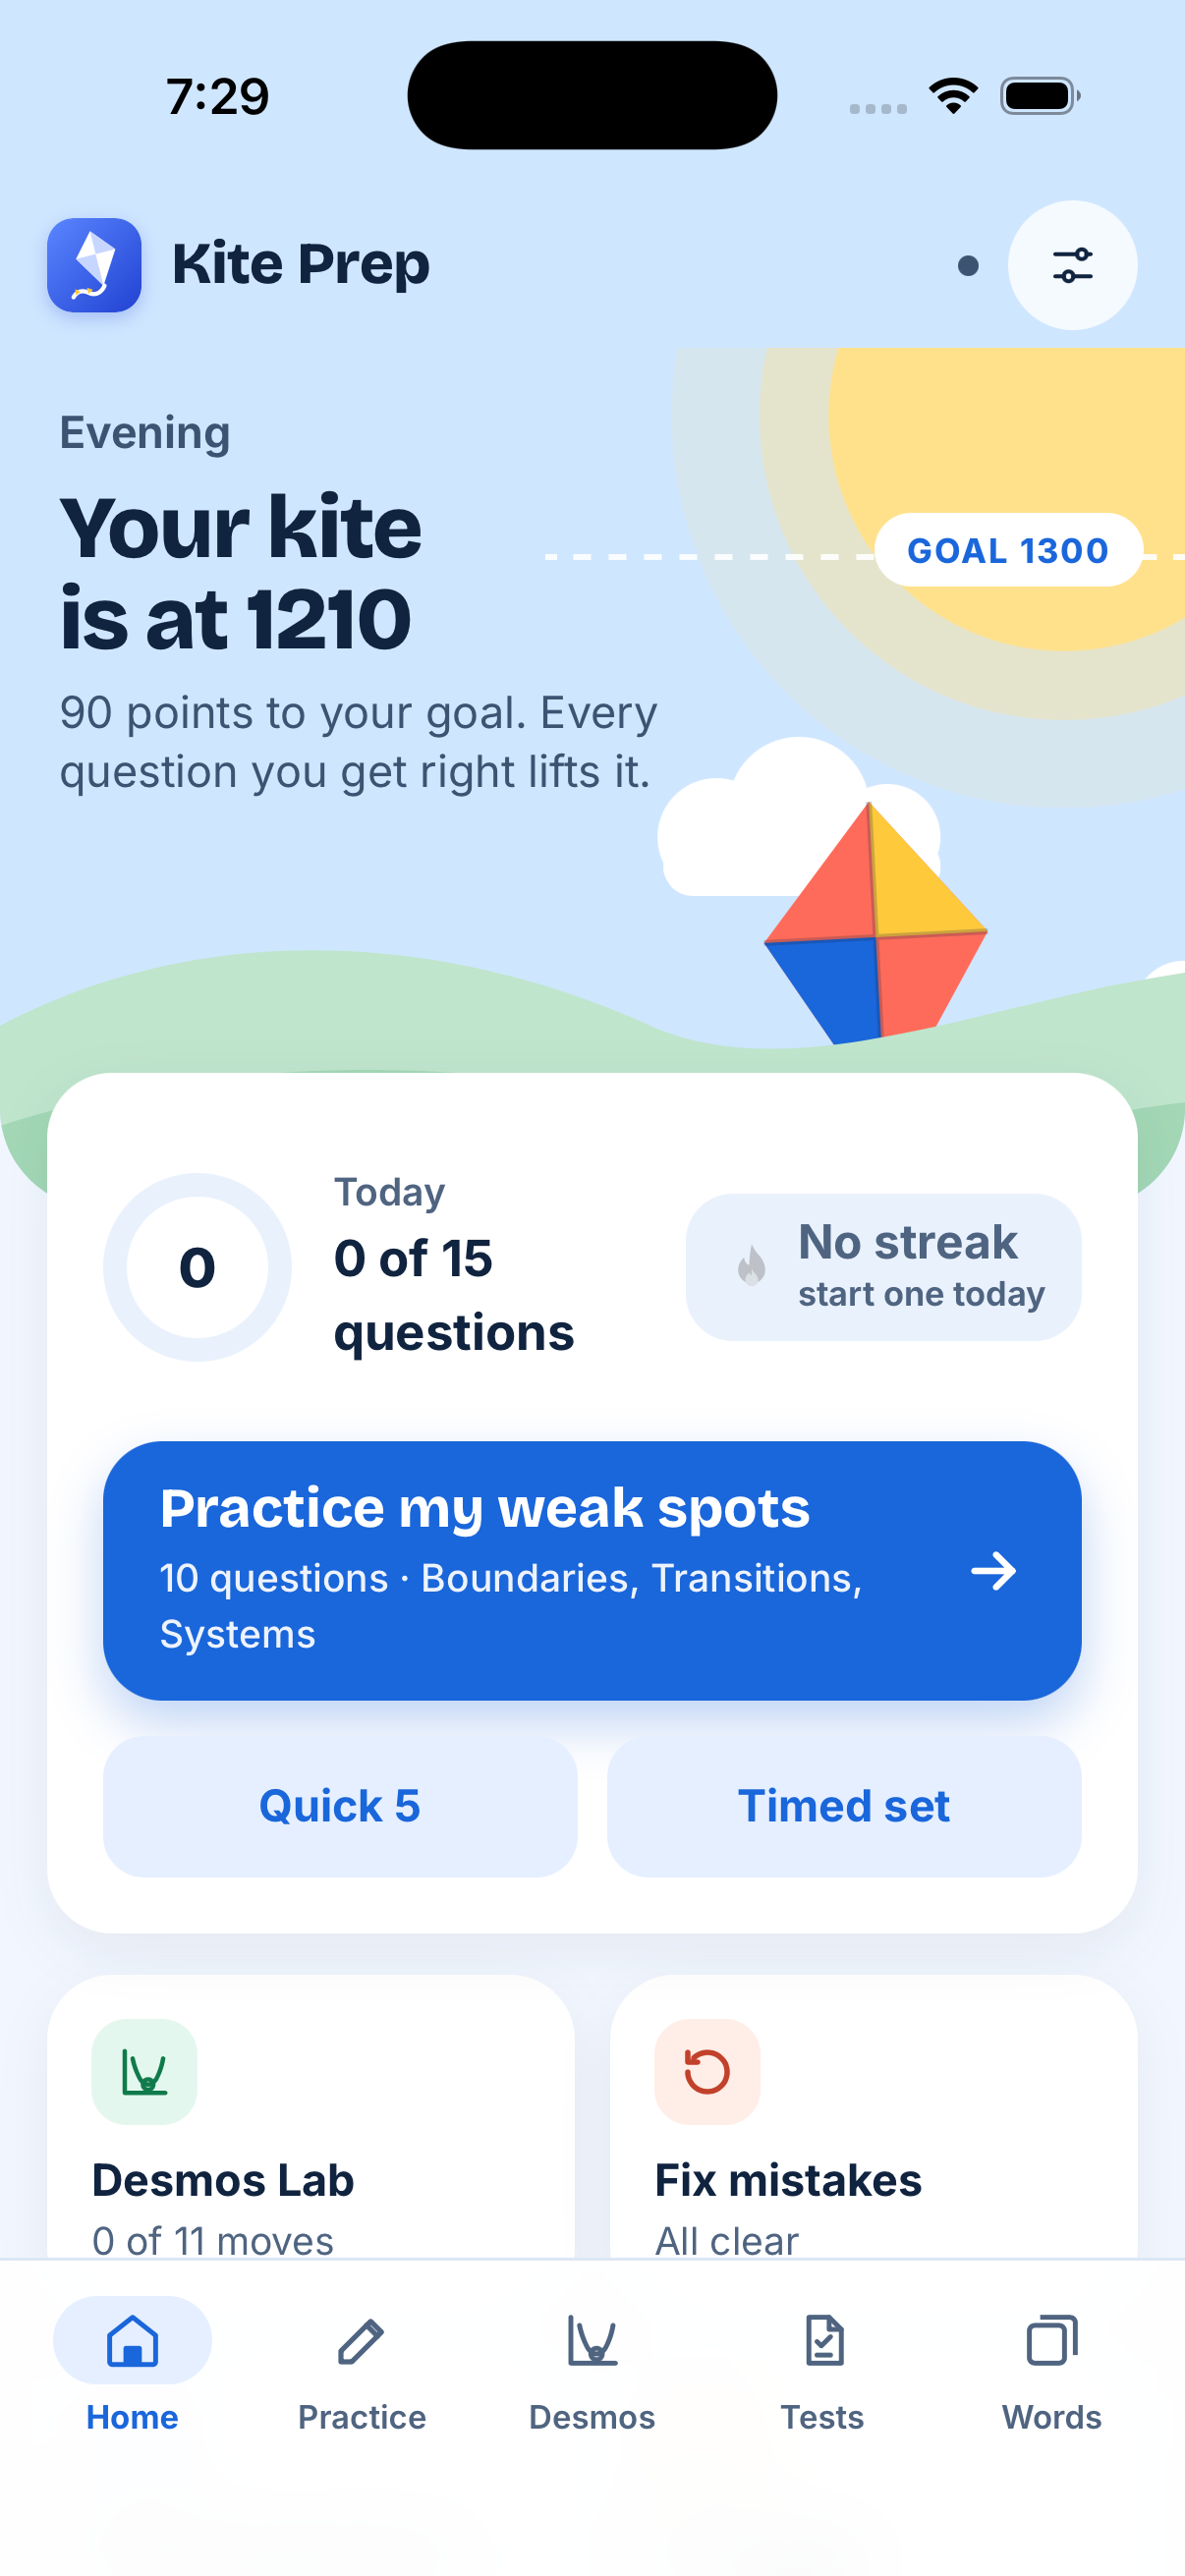 7:29
Kite Prep
Evening
Your kite
is at 1210
GOAL 1300
90 points to your goal. Every
question you get right lifts it.
0
Today
0 of 15
questions
No streak
start one today
Practice my weak spots
10 questions · Boundaries, Transitions,
Systems
Quick 5
Timed set
Desmos Lab
0 of 11 moves
Fix mistakes
All clear
Home
Practice
Desmos
Tests
Words